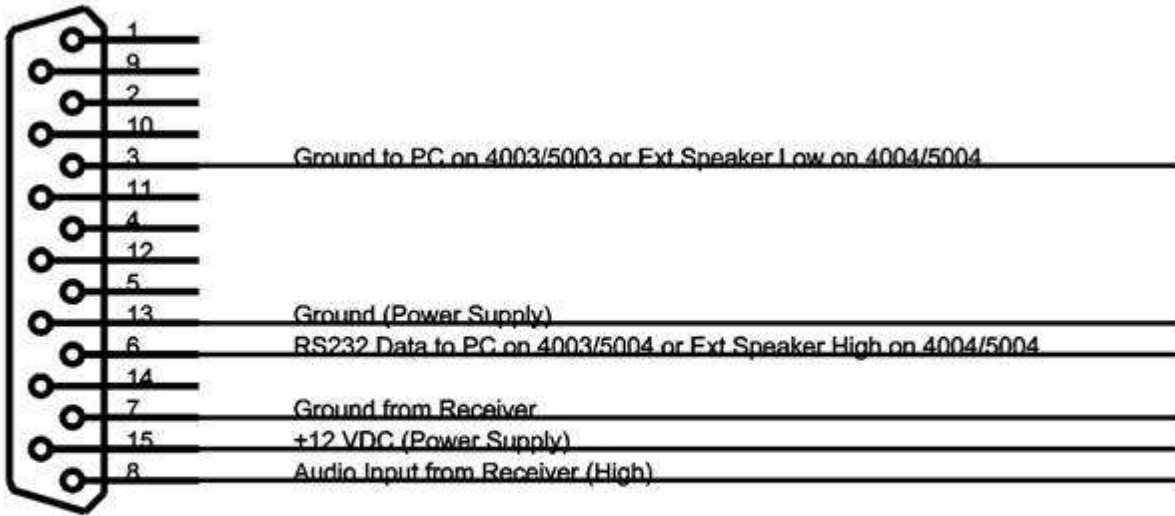 1
9
2
10
3 Ground to PC on 4003/5003 or Ext Speaker Low on 4004/5004
11
4
12
5
13 Ground (Power Supply)
6 RS232 Data to PC on 4003/5004 or Ext Speaker High on 4004/5004
14
7 Ground from Receiver
15 +12 VDC (Power Supply)
8 Audio Input from Receiver (High)